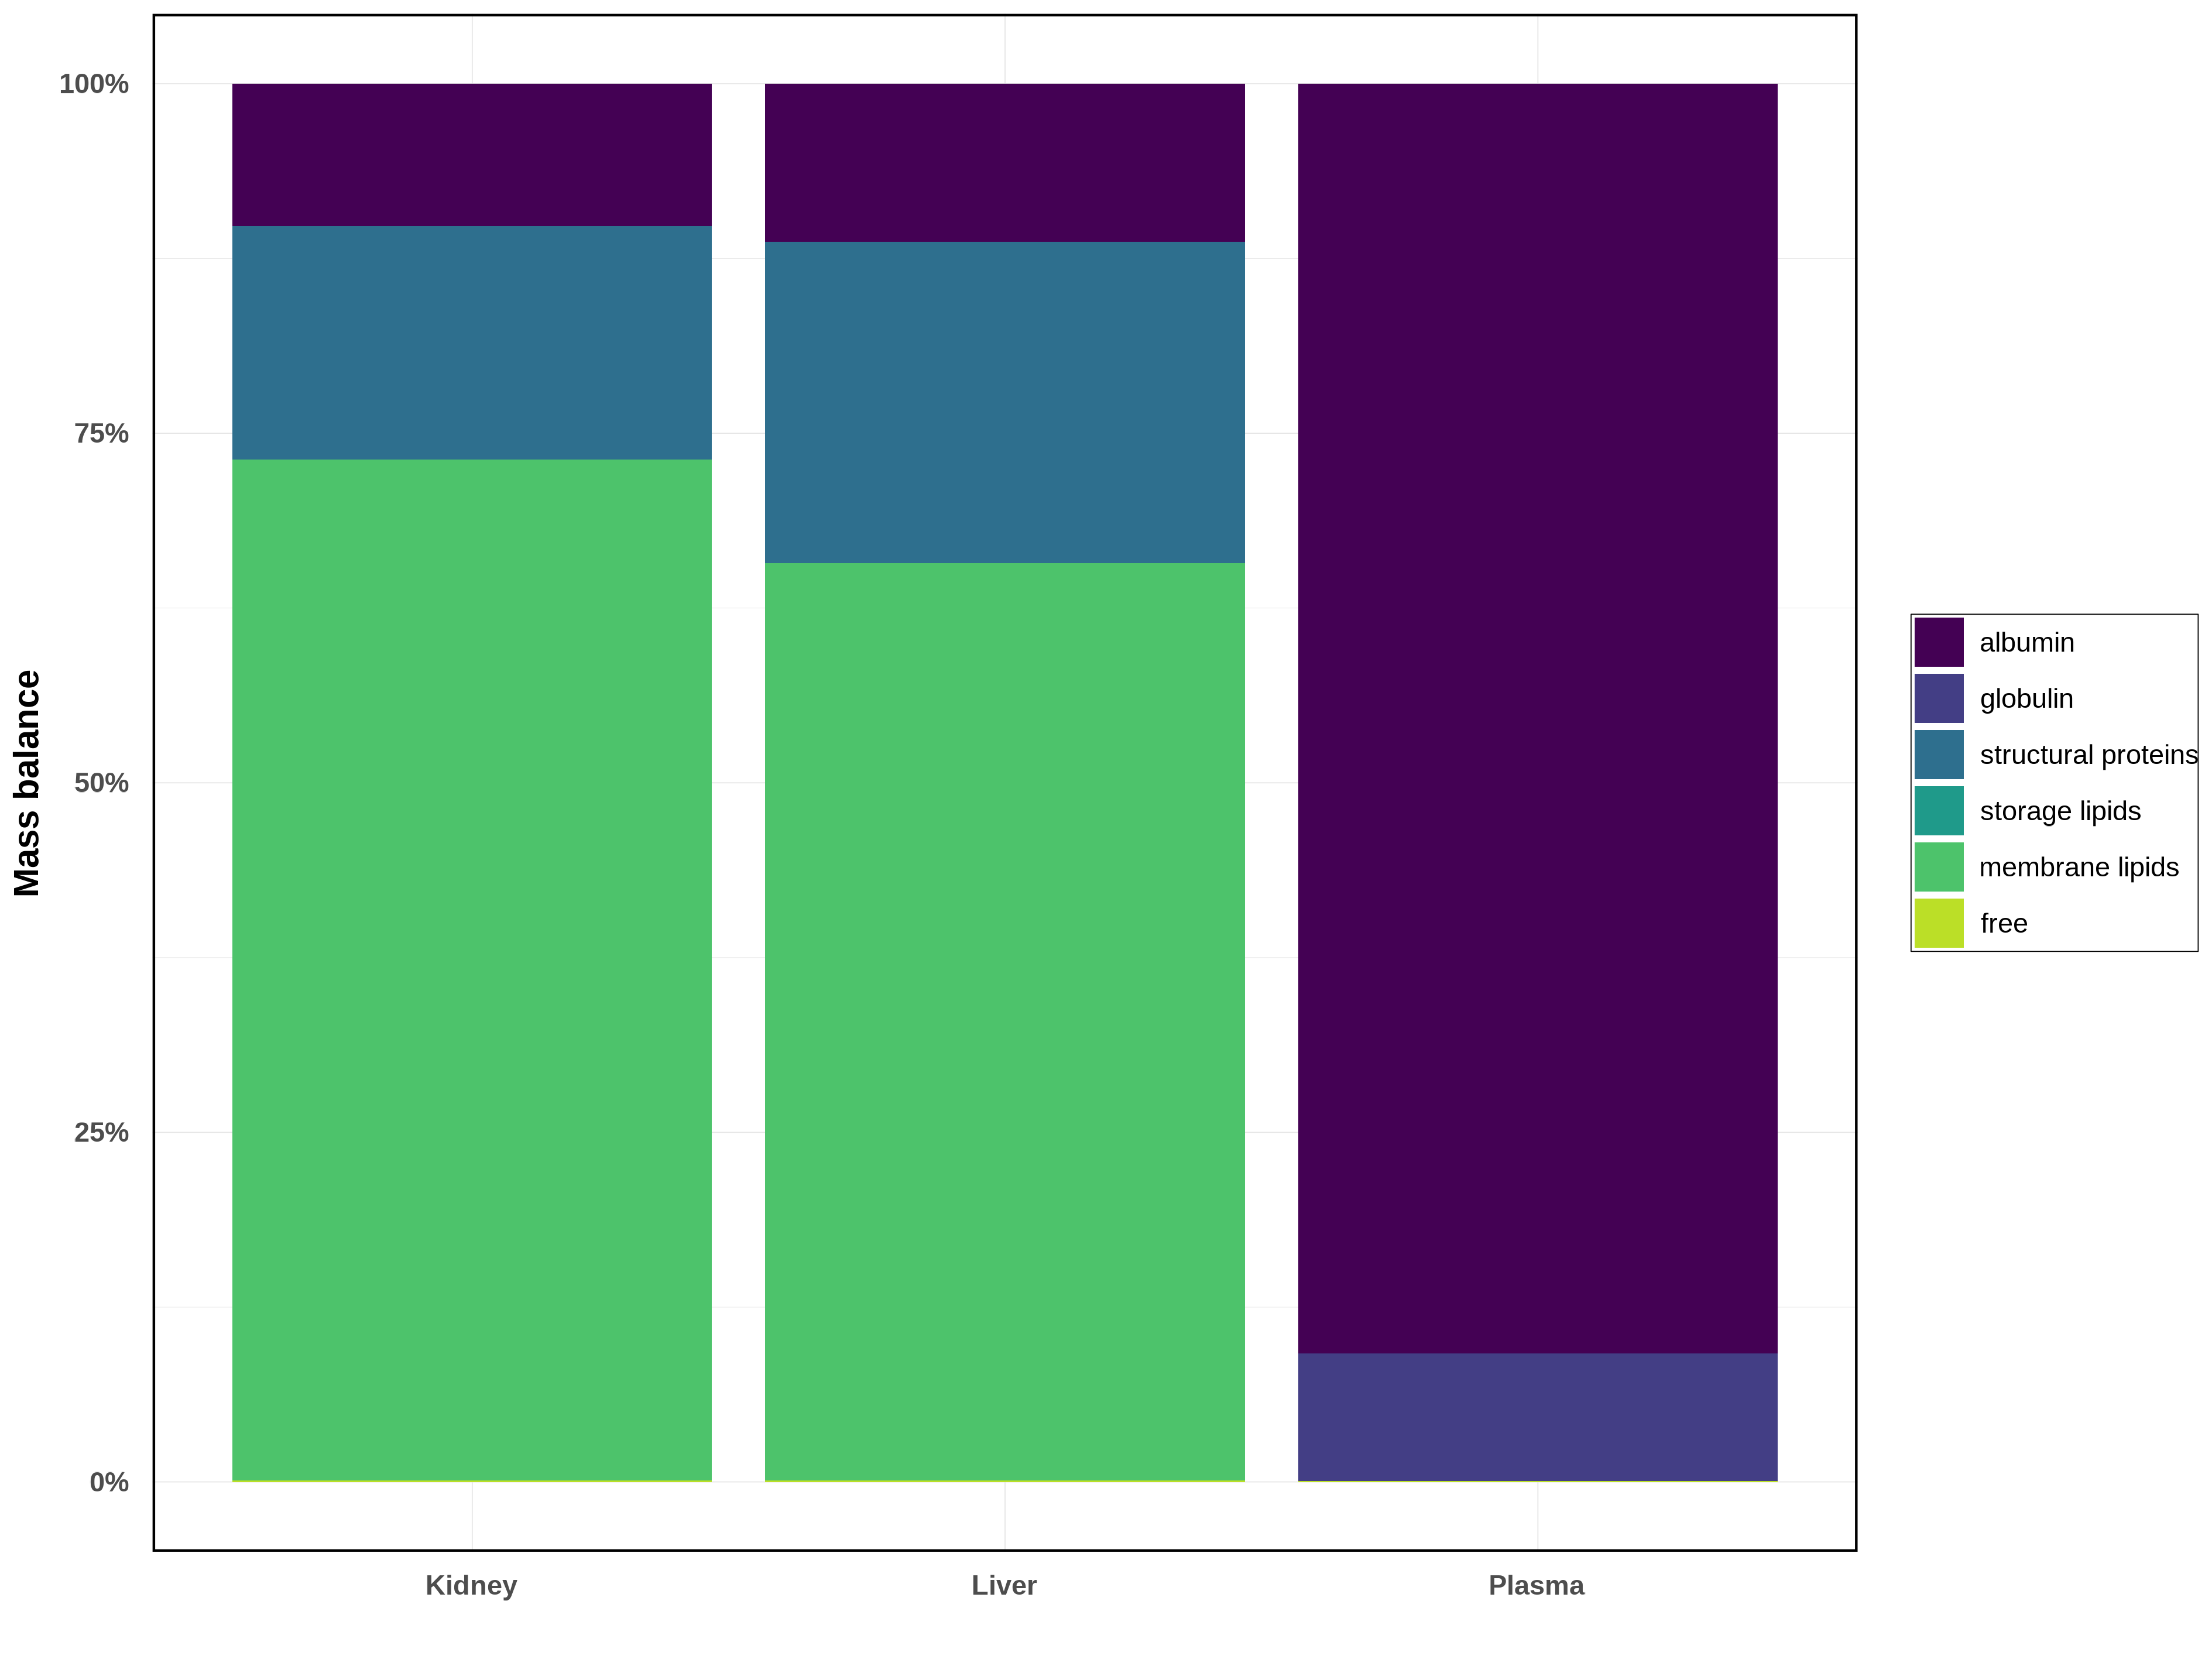 Mass balance
100%
75%
50%
25%
0%
Kidney
Liver
Plasma
albumin
globulin
structural proteins
storage lipids
membrane lipids
free